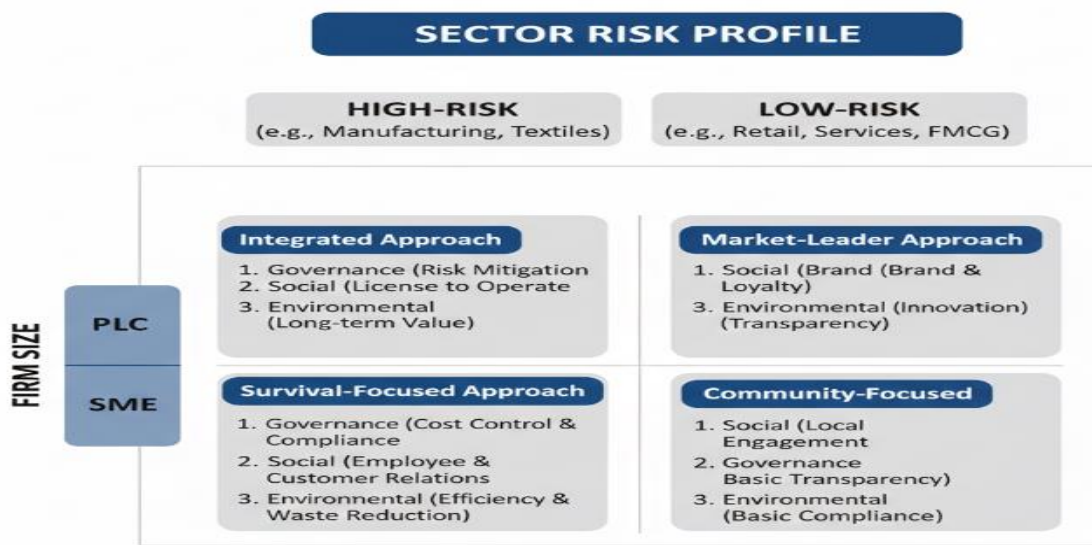 SECTOR RISK PROFILE
HIGH-RISK
(e.g., Manufacturing, Textiles)
LOW-RISK
(e.g., Retail, Services, FMCG)
FIRM SIZE
PLC
SME
Integrated Approach
1. Governance (Risk Mitigation
2. Social (License to Operate
3. Environmental
(Long-term Value)
Market-Leader Approach
1. Social (Brand (Brand &
Loyalty)
3. Environmental (Innovation)
(Transparency)
Survival-Focused Approach
1. Governance (Cost Control &
Compliance
2. Social (Employee &
Customer Relations
3. Environmental (Efficiency &
Waste Reduction)
Community-Focused
1. Social (Local
Engagement
2. Governance
Basic Transparency)
3. Environmental
(Basic Compliance)